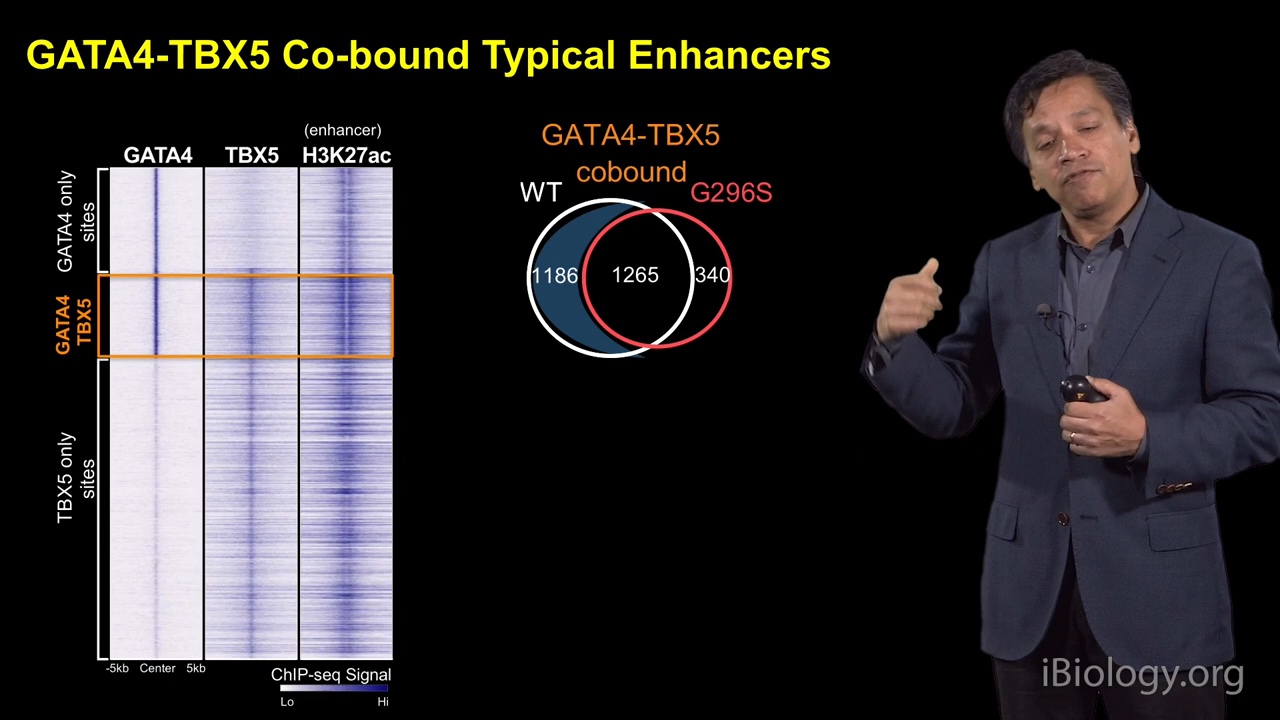 GATA4-TBX5 Co-bound Typical Enhancers
(enhancer)
GATA4 TBX5 H3K27ac
GATA4 only
sites
GATA4
TBX5
TBX5 only
sites
-5kb Center 5kb
ChIP-seq Signal
Lo Hi
GATA4-TBX5
cobound
WT G296S
1186 1265 340
iBiology.org